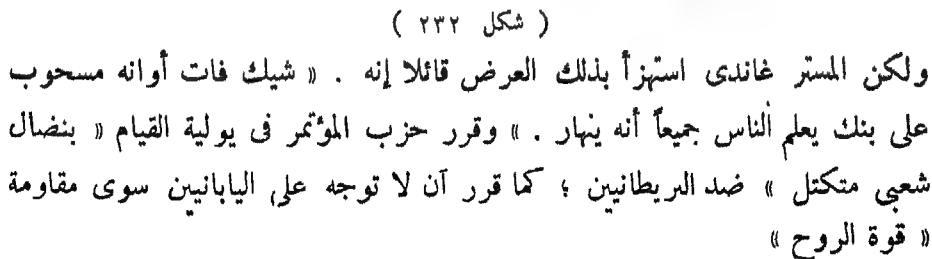 ( شكل ٢٣٢ )
ولكن المستر غاندى استهزأ بذلك العرض قائلا إنه . « شيك فات أوانه مسحوب
على بنك يعلم الناس جميعاً أنه ينهار . » وقرر حزب المؤتمر فى يولية القيام « بنضال
شعبى متكتل » ضد البريطانيين ؛ كما قرر أن لا توجه على اليابانيين سوى مقاومة
« قوة الروح »